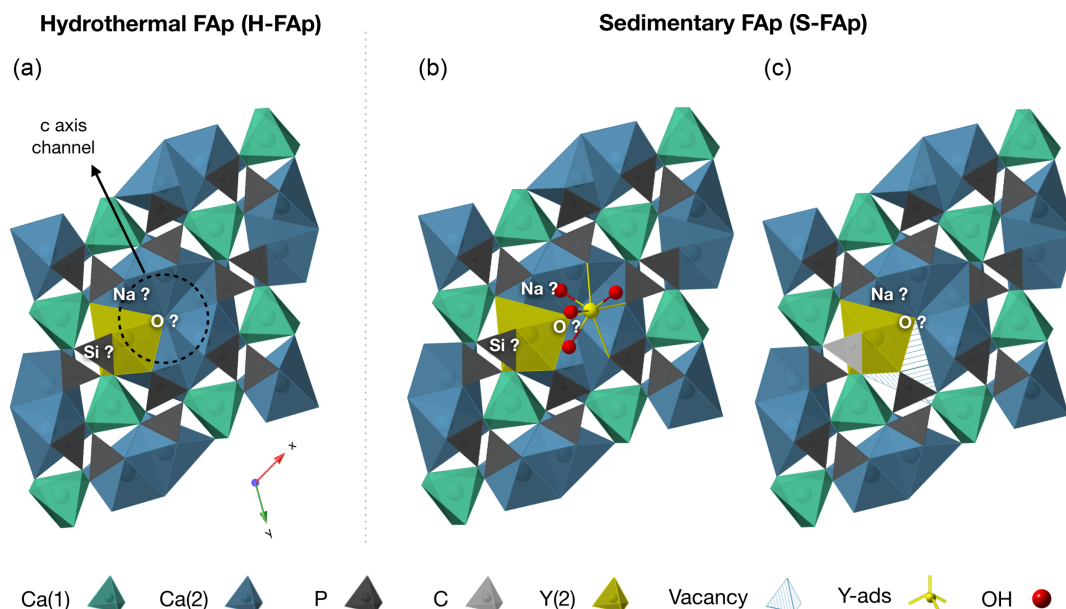 Hydrothermal FAp (H-FAp)
Sedimentary FAp (S-FAp)
(a)
(b)
(c)
c axis
channel
Na ?
O ?
Si ?
Na ?
O ?
Si ?
Na ?
O ?
x
y
Ca(1)
Ca(2)
P
C
Y(2)
Vacancy
Y-ads
OH